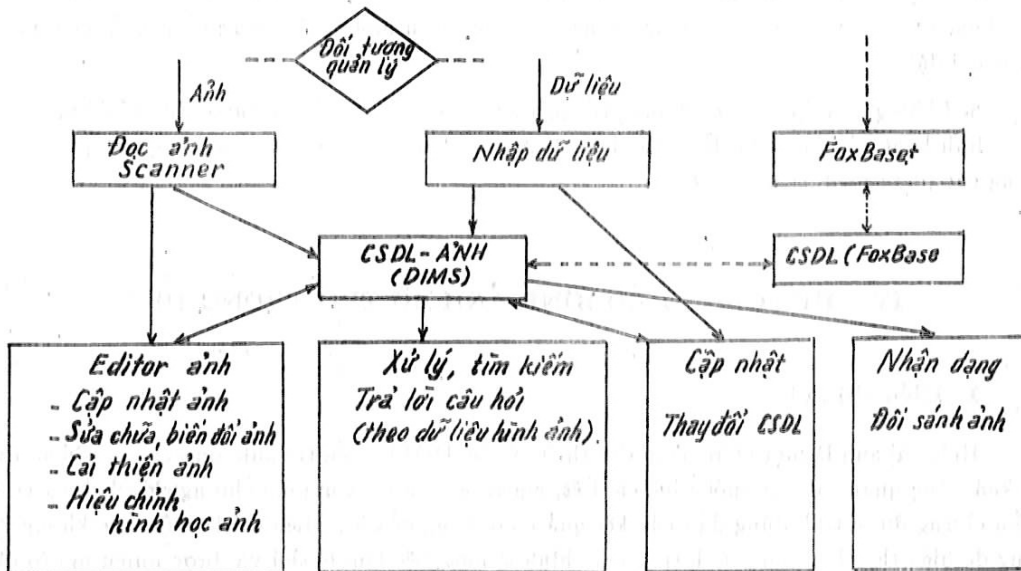 Đối tượng
quản lý
Ảnh
Dữ liệu
Đọc ảnh
Scanner
Nhập dữ liệu
FoxBase+
CSDL-ẢNH
(DIMS)
CSDL (FoxBase
Editor ảnh
- Cập nhật ảnh
- Sửa chữa, biến đổi ảnh
- Cải thiện ảnh
- Hiệu chỉnh
hình học ảnh
Xử lý, tìm kiếm
Trả lời câu hỏi
(theo dữ liệu hình ảnh).
Cập nhật
Thay đổi CSDL
Nhận dạng
Đối sánh ảnh